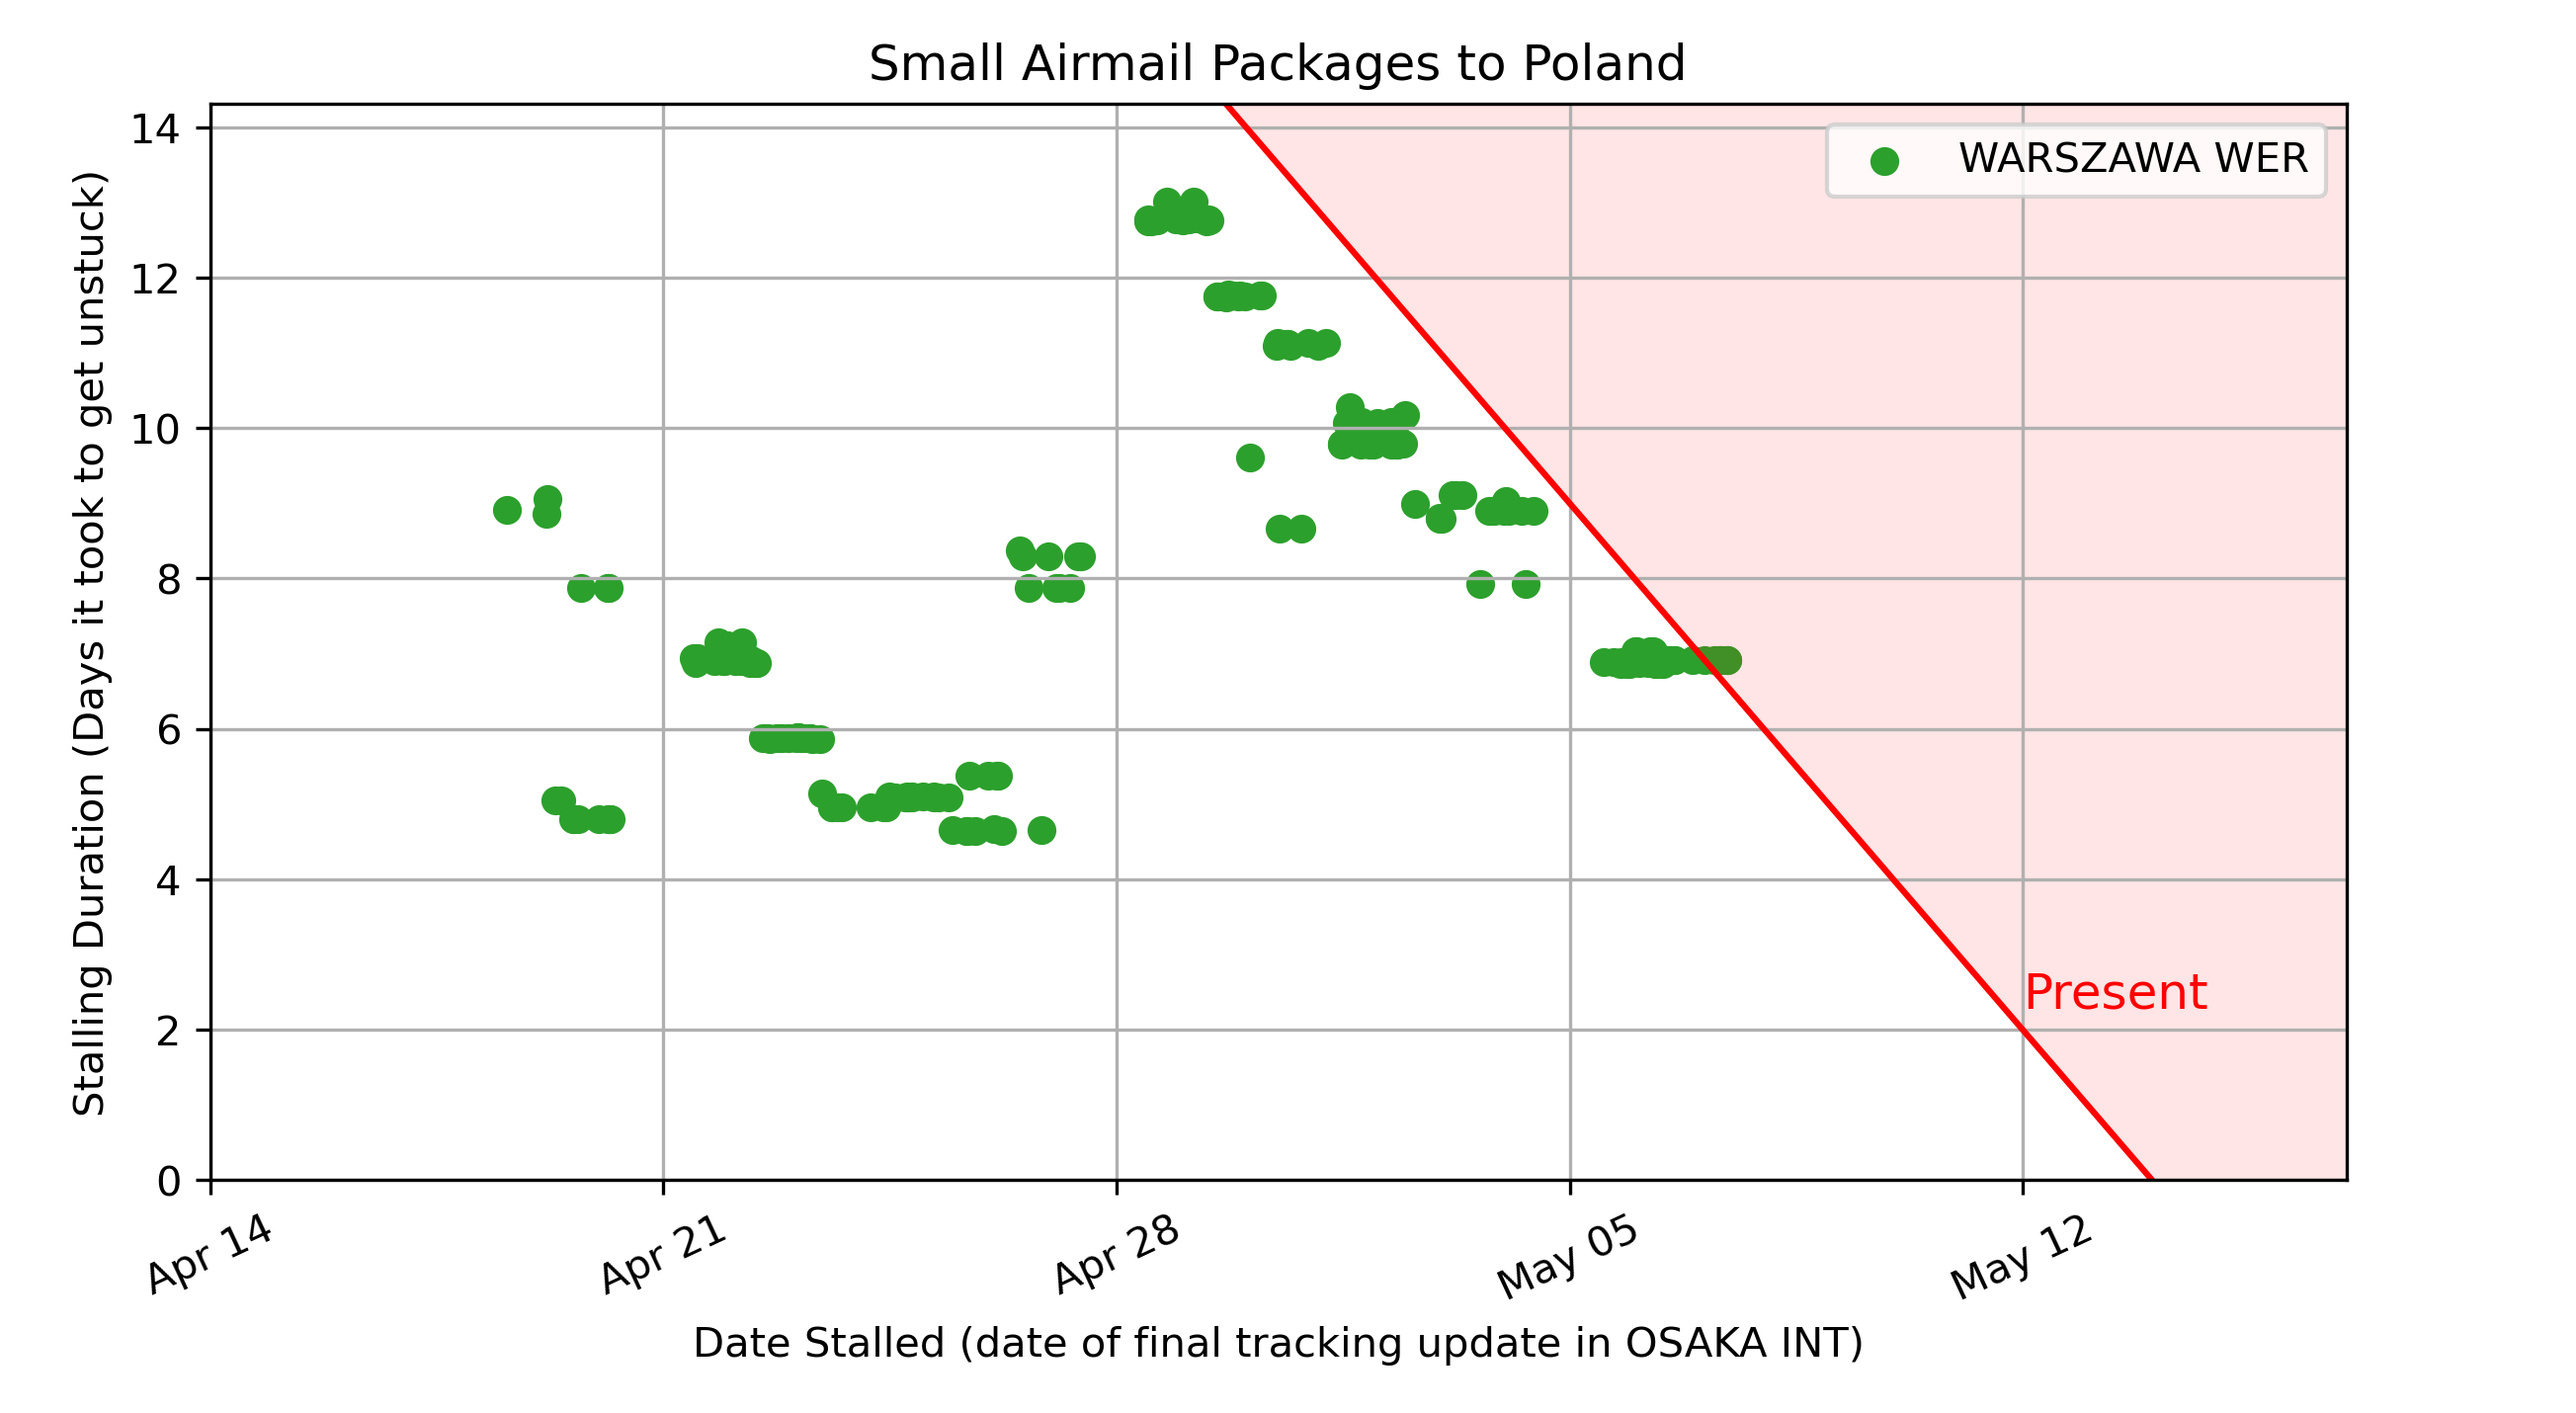 Small Airmail Packages to Poland
Stalling Duration (Days it took to get unstuck)
14
12
10
8
6
4
2
0
WARSZAWA WER
Present
Apr 14
Apr 21
Apr 28
May 05
May 12
Date Stalled (date of final tracking update in OSAKA INT)